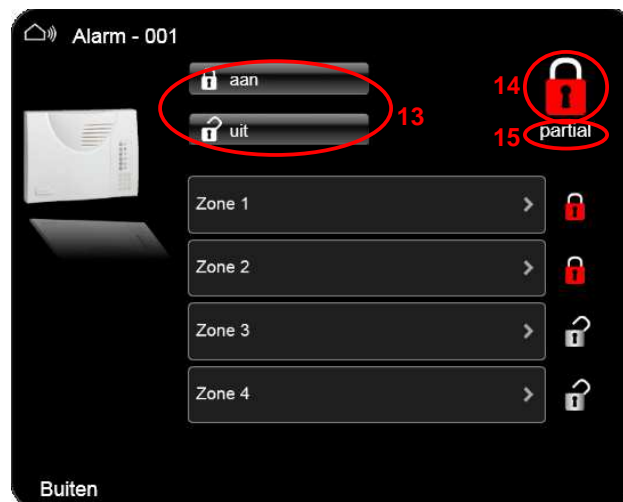 Alarm - 001
aan
13
uit
14
15 partial
Zone 1
Zone 2
Zone 3
Zone 4
Buiten